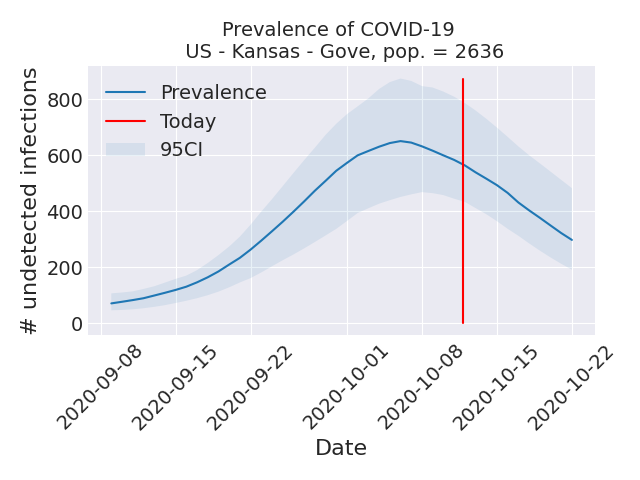 Prevalence of COVID-19
US - Kansas - Gove, pop. = 2636
Prevalence
Today
95CI
# undetected infections
800
600
400
200
0
2020-09-08
2020-09-15
2020-09-22
2020-10-01
2020-10-08
2020-10-15
2020-10-22
Date